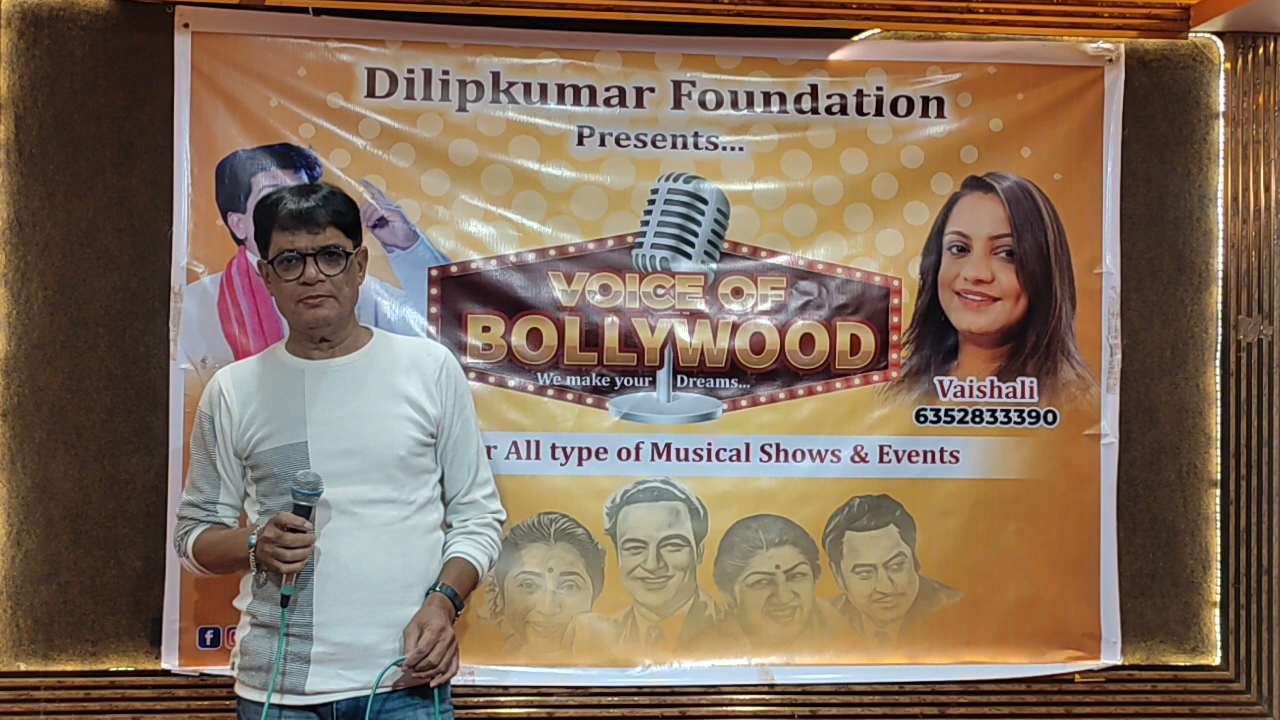 Dilipkumar Foundation
Presents...
VOICE OF
BOLLYWOOD
We make your Dreams...
Vaishali
6352833390
All type of Musical Shows & Events